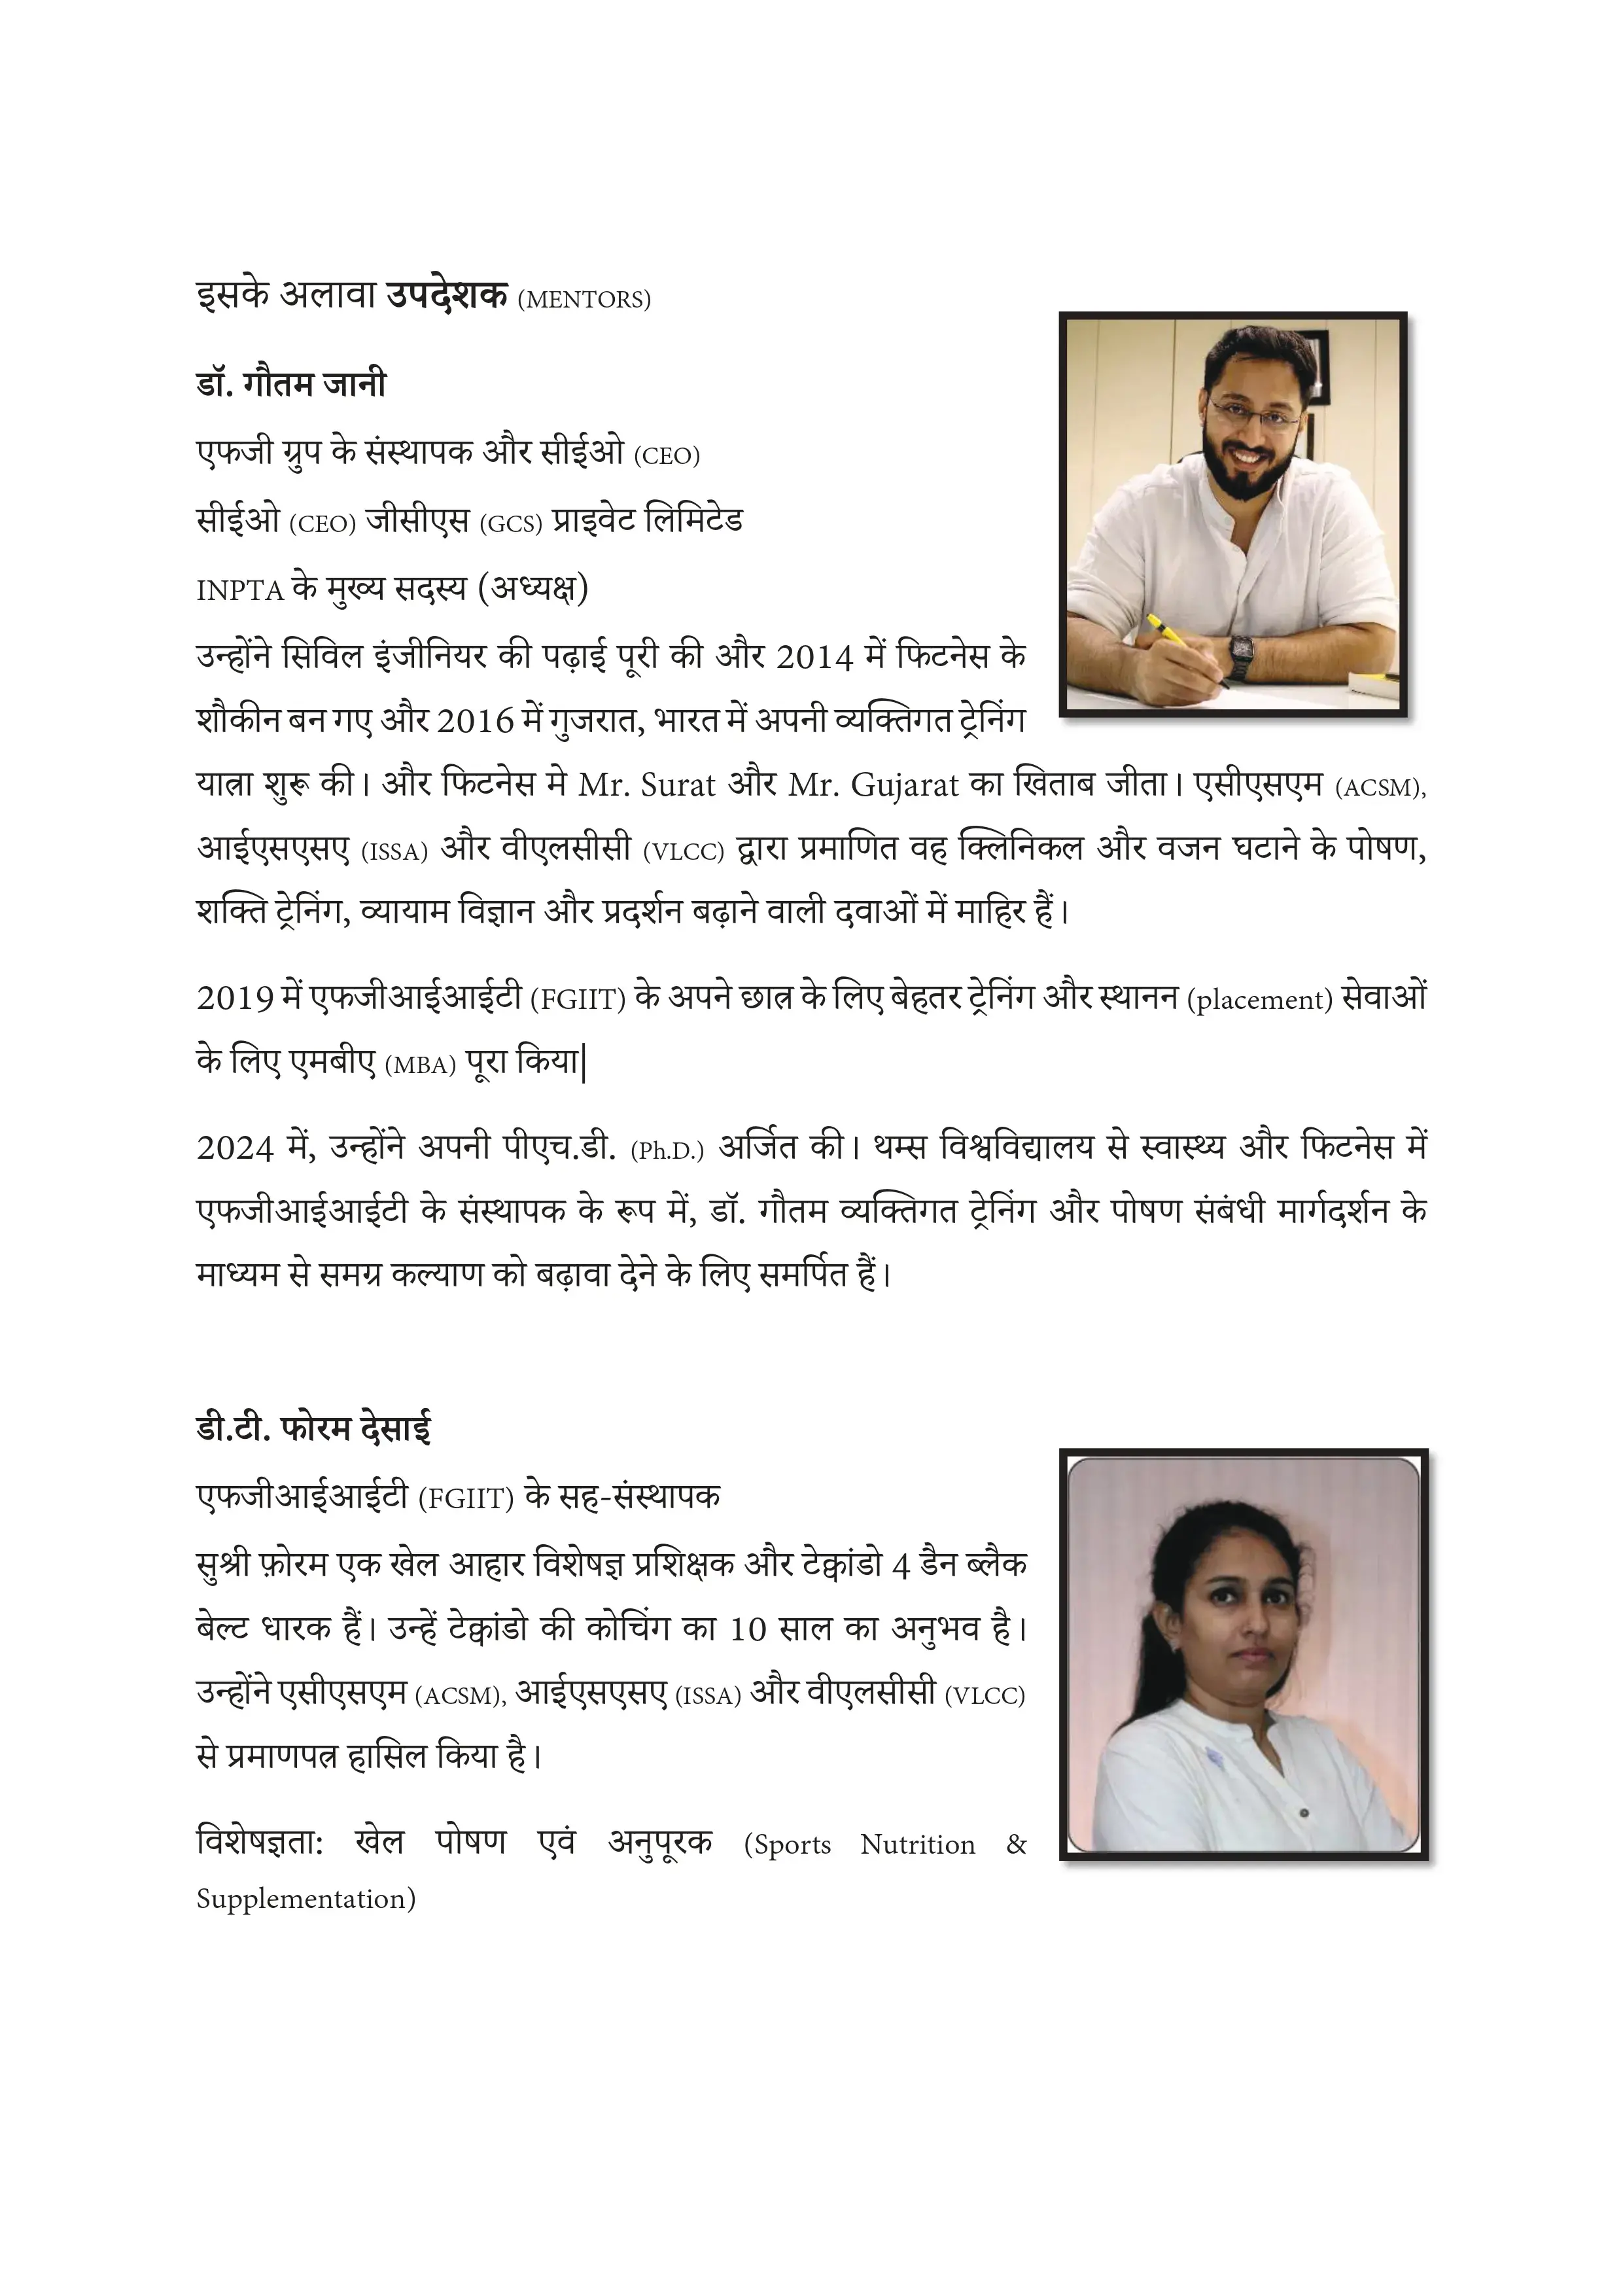 इसके अलावा उपदेशक (MENTORS)
डॉ. गौतम जानी
एफजी ग्रुप के संस्थापक और सीईओ (CEO)
सीईओ (CEO) जीसीएस (GCS) प्राइवेट लिमिटेड
INPTA के मुख्य सदस्य (अध्यक्ष)
उन्होंने सिविल इंजीनियर की पढ़ाई पूरी की और 2014 में फिटनेस के
शौकीन बन गए और 2016 में गुजरात, भारत में अपनी व्यक्तिगत ट्रेनिंग
यात्रा शुरू की। और फिटनेस मे Mr. Surat और Mr. Gujarat का खिताब जीता। एसीएसएम (ACSM),
आईएसएसए (ISSA) और वीएलसीसी (VLCC) द्वारा प्रमाणित वह क्लिनिकल और वजन घटाने के पोषण,
शक्ति ट्रेनिंग, व्यायाम विज्ञान और प्रदर्शन बढ़ाने वाली दवाओं में माहिर हैं।
2019 में एफजीआईआईटी (FGIIT) के अपने छात्र के लिए बेहतर ट्रेनिंग और स्थानन (placement) सेवाओं
के लिए एमबीए (MBA) पूरा किया|
2024 में, उन्होंने अपनी पीएच.डी. (Ph.D.) अर्जित की। थम्स विश्वविद्यालय से स्वास्थ्य और फिटनेस में
एफजीआईआईटी के संस्थापक के रूप में, डॉ. गौतम व्यक्तिगत ट्रेनिंग और पोषण संबंधी मार्गदर्शन के
माध्यम से समग्र कल्याण को बढ़ावा देने के लिए समर्पित हैं।
डी.टी. फोरम देसाई
एफजीआईआईटी (FGIIT) के सह-संस्थापक
सुश्री फ़ोरम एक खेल आहार विशेषज्ञ प्रशिक्षक और टेक्वांडो 4 डैन ब्लैक
बेल्ट धारक हैं। उन्हें टेक्वांडो की कोचिंग का 10 साल का अनुभव है।
उन्होंने एसीएसएम (ACSM), आईएसएसए (ISSA) और वीएलसीसी (VLCC)
से प्रमाणपत्र हासिल किया है।
विशेषज्ञता: खेल पोषण एवं अनुपूरक (Sports Nutrition &
Supplementation)